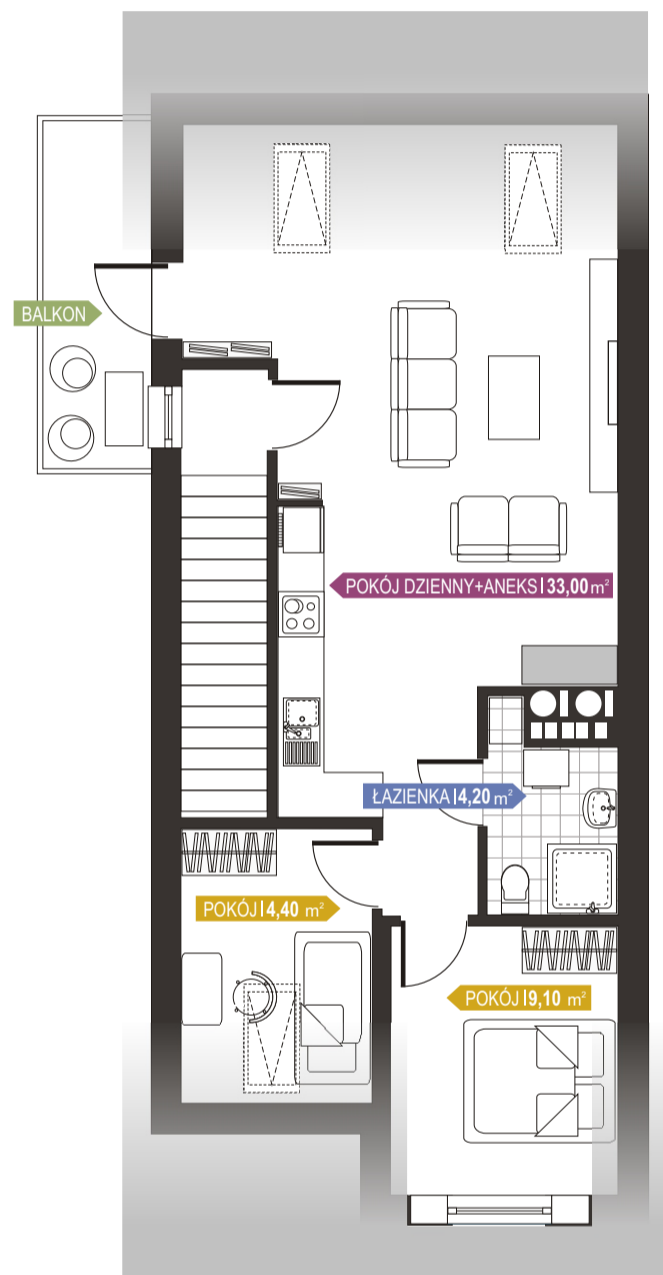 BALKON
POKÓJ DZIENNY+ANEKS|33,00 m²
ŁAZIENKA|4,20 m²
POKÓJ|4,40 m²
POKÓJ|9,10 m²